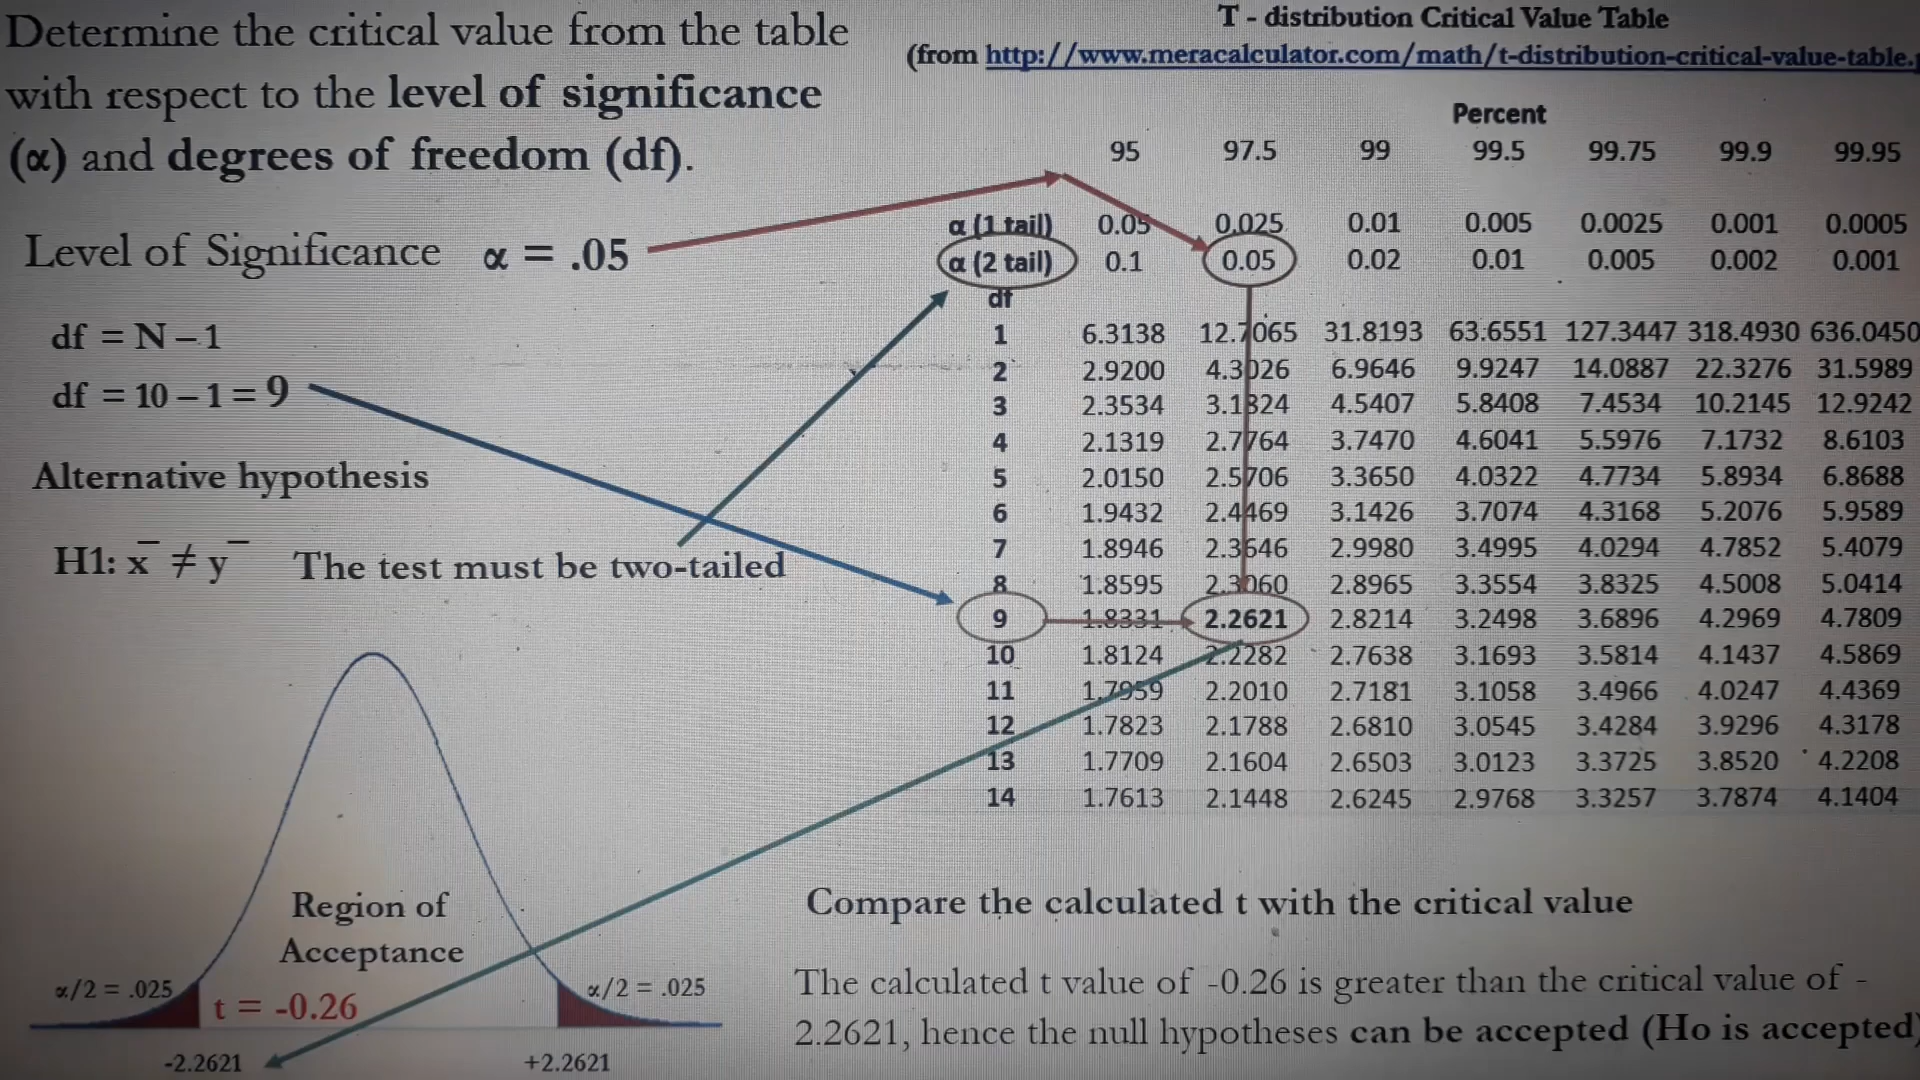 Determine the critical value from the table
with respect to the level of significance
(α) and degrees of freedom (df).
Level of Significance α = .05
df = N – 1
df = 10 – 1 = 9
Alternative hypothesis
H1: x¯ ≠ y¯ The test must be two-tailed
Region of
Acceptance
α/2 = .025
t = -0.26
α/2 = .025
-2.2621
+2.2621
T - distribution Critical Value Table
(from http://www.meracalculator.com/math/t-distribution-critical-value-table.
Percent
95 97.5 99 99.5 99.75 99.9 99.95
α (1 tail) 0.05 0.025 0.01 0.005 0.0025 0.001 0.0005
α (2 tail) 0.1 0.05 0.02 0.01 0.005 0.002 0.001
df
1 6.3138 12.7065 31.8193 63.6551 127.3447 318.4930 636.0450
2 2.9200 4.3026 6.9646 9.9247 14.0887 22.3276 31.5989
3 2.3534 3.1824 4.5407 5.8408 7.4534 10.2145 12.9242
4 2.1319 2.7764 3.7470 4.6041 5.5976 7.1732 8.6103
5 2.0150 2.5706 3.3650 4.0322 4.7734 5.8934 6.8688
6 1.9432 2.4469 3.1426 3.7074 4.3168 5.2076 5.9589
7 1.8946 2.3646 2.9980 3.4995 4.0294 4.7852 5.4079
8 1.8595 2.3060 2.8965 3.3554 3.8325 4.5008 5.0414
9 1.8331 2.2621 2.8214 3.2498 3.6896 4.2969 4.7809
10 1.8124 2.2282 2.7638 3.1693 3.5814 4.1437 4.5869
11 1.7959 2.2010 2.7181 3.1058 3.4966 4.0247 4.4369
12 1.7823 2.1788 2.6810 3.0545 3.4284 3.9296 4.3178
13 1.7709 2.1604 2.6503 3.0123 3.3725 3.8520 4.2208
14 1.7613 2.1448 2.6245 2.9768 3.3257 3.7874 4.1404
Compare the calculated t with the critical value
The calculated t value of -0.26 is greater than the critical value of -
2.2621, hence the null hypotheses can be accepted (Ho is accepted)